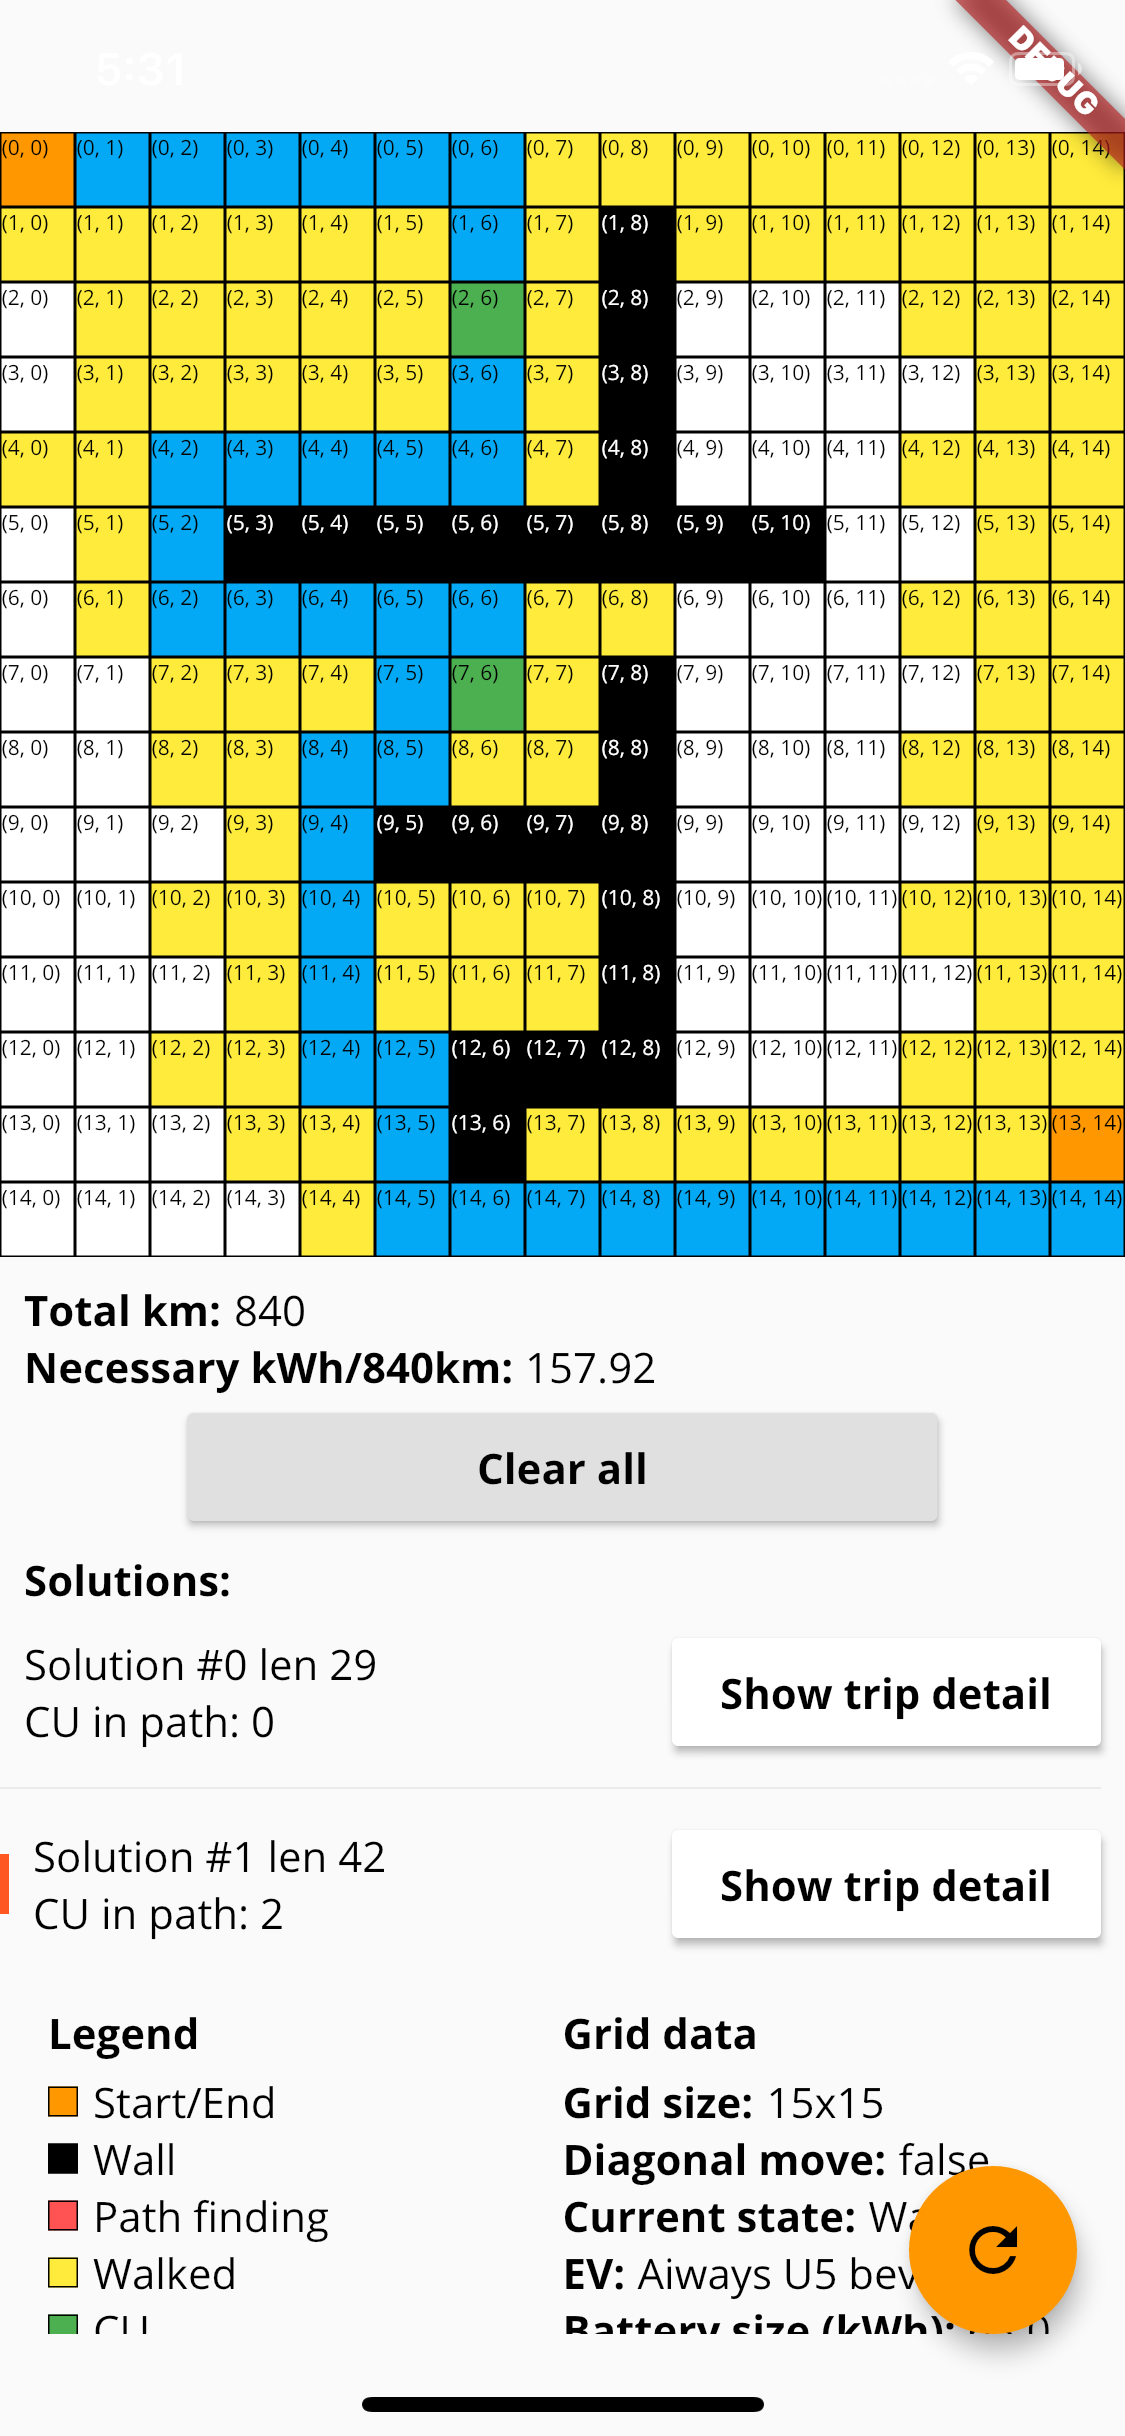 5:31
DEBUG
(0, 0) (0, 1) (0, 2) (0, 3) (0, 4) (0, 5) (0, 6) (0, 7) (0, 8) (0, 9) (0, 10) (0, 11) (0, 12) (0, 13) (0, 14)
(1, 0) (1, 1) (1, 2) (1, 3) (1, 4) (1, 5) (1, 6) (1, 7) (1, 8) (1, 9) (1, 10) (1, 11) (1, 12) (1, 13) (1, 14)
(2, 0) (2, 1) (2, 2) (2, 3) (2, 4) (2, 5) (2, 6) (2, 7) (2, 8) (2, 9) (2, 10) (2, 11) (2, 12) (2, 13) (2, 14)
(3, 0) (3, 1) (3, 2) (3, 3) (3, 4) (3, 5) (3, 6) (3, 7) (3, 8) (3, 9) (3, 10) (3, 11) (3, 12) (3, 13) (3, 14)
(4, 0) (4, 1) (4, 2) (4, 3) (4, 4) (4, 5) (4, 6) (4, 7) (4, 8) (4, 9) (4, 10) (4, 11) (4, 12) (4, 13) (4, 14)
(5, 0) (5, 1) (5, 2) (5, 3) (5, 4) (5, 5) (5, 6) (5, 7) (5, 8) (5, 9) (5, 10) (5, 11) (5, 12) (5, 13) (5, 14)
(6, 0) (6, 1) (6, 2) (6, 3) (6, 4) (6, 5) (6, 6) (6, 7) (6, 8) (6, 9) (6, 10) (6, 11) (6, 12) (6, 13) (6, 14)
(7, 0) (7, 1) (7, 2) (7, 3) (7, 4) (7, 5) (7, 6) (7, 7) (7, 8) (7, 9) (7, 10) (7, 11) (7, 12) (7, 13) (7, 14)
(8, 0) (8, 1) (8, 2) (8, 3) (8, 4) (8, 5) (8, 6) (8, 7) (8, 8) (8, 9) (8, 10) (8, 11) (8, 12) (8, 13) (8, 14)
(9, 0) (9, 1) (9, 2) (9, 3) (9, 4) (9, 5) (9, 6) (9, 7) (9, 8) (9, 9) (9, 10) (9, 11) (9, 12) (9, 13) (9, 14)
(10, 0) (10, 1) (10, 2) (10, 3) (10, 4) (10, 5) (10, 6) (10, 7) (10, 8) (10, 9) (10, 10) (10, 11) (10, 12) (10, 13) (10, 14)
(11, 0) (11, 1) (11, 2) (11, 3) (11, 4) (11, 5) (11, 6) (11, 7) (11, 8) (11, 9) (11, 10) (11, 11) (11, 12) (11, 13) (11, 14)
(12, 0) (12, 1) (12, 2) (12, 3) (12, 4) (12, 5) (12, 6) (12, 7) (12, 8) (12, 9) (12, 10) (12, 11) (12, 12) (12, 13) (12, 14)
(13, 0) (13, 1) (13, 2) (13, 3) (13, 4) (13, 5) (13, 6) (13, 7) (13, 8) (13, 9) (13, 10) (13, 11) (13, 12) (13, 13) (13, 14)
(14, 0) (14, 1) (14, 2) (14, 3) (14, 4) (14, 5) (14, 6) (14, 7) (14, 8) (14, 9) (14, 10) (14, 11) (14, 12) (14, 13) (14, 14)
Total km: 840
Necessary kWh/840km: 157.92
Clear all
Solutions:
Solution #0 len 29
CU in path: 0
Show trip detail
Solution #1 len 42
CU in path: 2
Show trip detail
Legend
Start/End
Wall
Path finding
Walked
CU
Grid data
Grid size: 15x15
Diagonal move: false
Current state:
EV: Aiways U5 bev
Battery size (kWh):